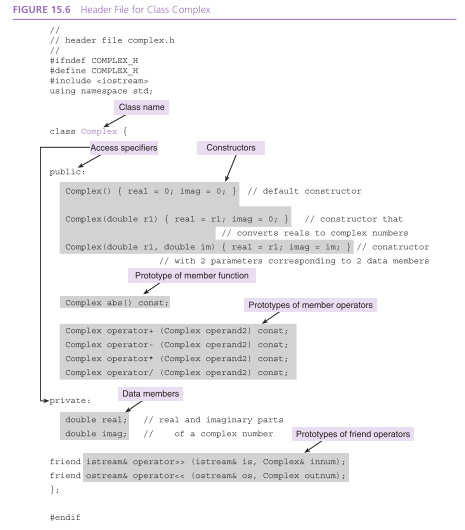 FIGURE 15.6 Header File for Class Complex
//
// header file complex.h
//
#ifndef COMPLEX_H
#define COMPLEX_H
#include <iostream>
using namespace std;
Class name
class Complex {
Access specifiers Constructors
public:
Complex() { real = 0; imag = 0; } // default constructor
Complex(double rl) { real = rl; imag = 0; } // constructor that
// converts reals to complex numbers
Complex(double rl, double im) { real = rl; imag = im; } // constructor
// with 2 parameters corresponding to 2 data members
Prototype of member function
Complex abs() const;
Prototypes of member operators
Complex operator+ (Complex operand2) const;
Complex operator- (Complex operand2) const;
Complex operator* (Complex operand2) const;
Complex operator/ (Complex operand2) const;
Data members
private:
double real; // real and imaginary parts
double imag; // of a complex number
Prototypes of friend operators
friend istream& operator>> (istream& is, Complex& innum);
friend ostream& operator<< (ostream& os, Complex outnum);
};
#endif